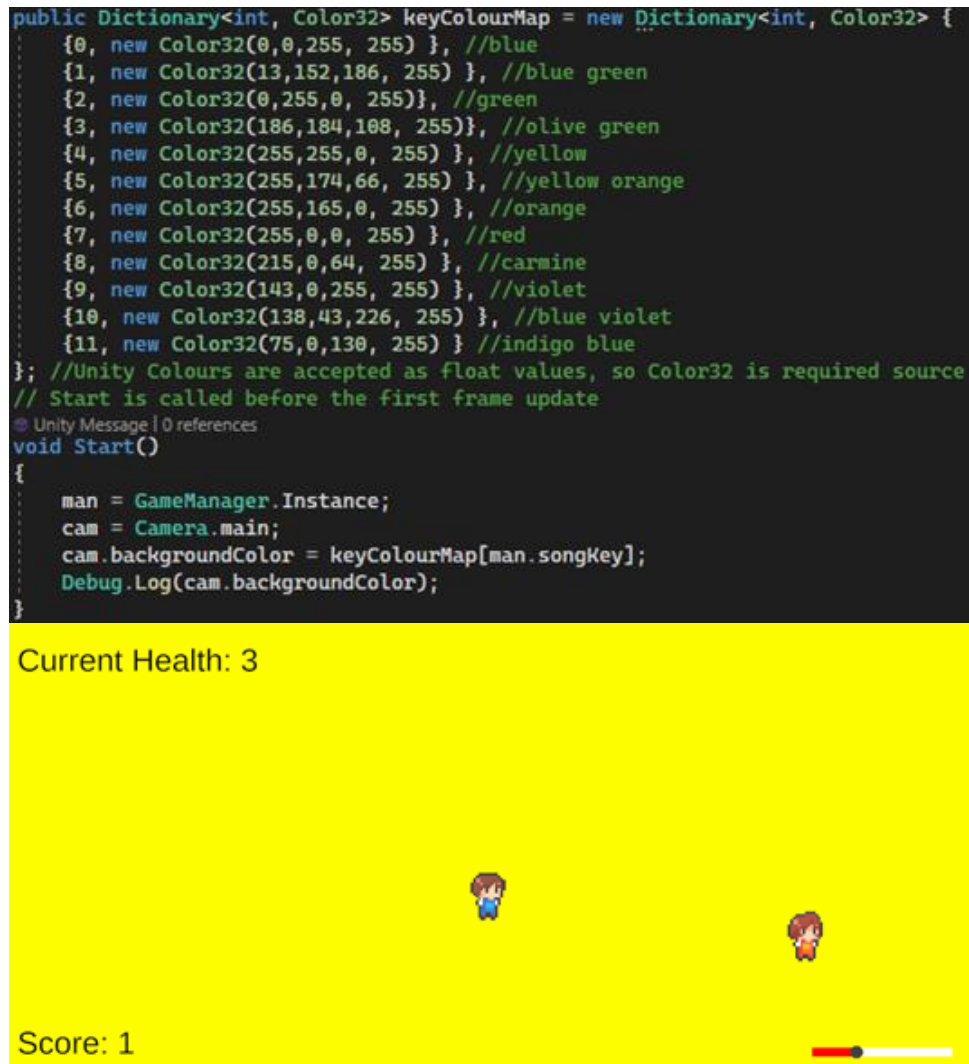 public Dictionary<int, Color32> keyColourMap = new Dictionary<int, Color32> {
{0, new Color32(0,0,255, 255) }, //blue
{1, new Color32(13,152,186, 255) }, //blue green
{2, new Color32(0,255,0, 255)}, //green
{3, new Color32(186,184,108, 255)}, //olive green
{4, new Color32(255,255,0, 255) }, //yellow
{5, new Color32(255,174,66, 255) }, //yellow orange
{6, new Color32(255,165,0, 255) }, //orange
{7, new Color32(255,0,0, 255) }, //red
{8, new Color32(215,0,64, 255) }, //carmine
{9, new Color32(143,0,255, 255) }, //violet
{10, new Color32(138,43,226, 255) }, //blue violet
{11, new Color32(75,0,130, 255) } //indigo blue
}; //Unity Colours are accepted as float values, so Color32 is required source
// Start is called before the first frame update
Unity Message | 0 references
void Start()
{
man = GameManager.Instance;
cam = Camera.main;
cam.backgroundColor = keyColourMap[man.songKey];
Debug.Log(cam.backgroundColor);
}
Current Health: 3
Score: 1